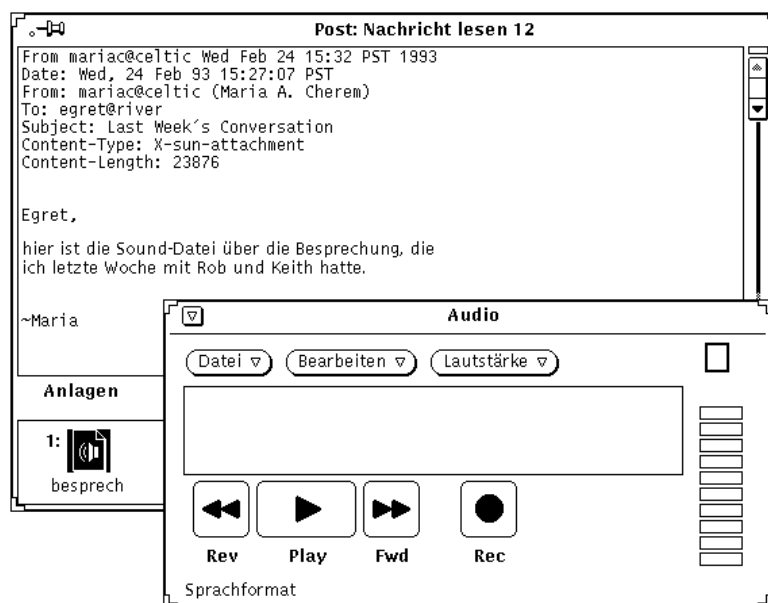 Post: Nachricht lesen 12
From mariac@celtic Wed Feb 24 15:32 PST 1993
Date: Wed, 24 Feb 93 15:27:07 PST
From: mariac@celtic (Maria A. Cherem)
To: egret@river
Subject: Last Week´s Conversation
Content-Type: X-sun-attachment
Content-Length: 23876
Egret,
hier ist die Sound-Datei über die Besprechung, die
ich letzte Woche mit Rob und Keith hatte.
~Maria
Anlagen
1:
besprech
Audio
Datei Bearbeiten Lautstärke
Rev Play Fwd Rec
Sprachformat